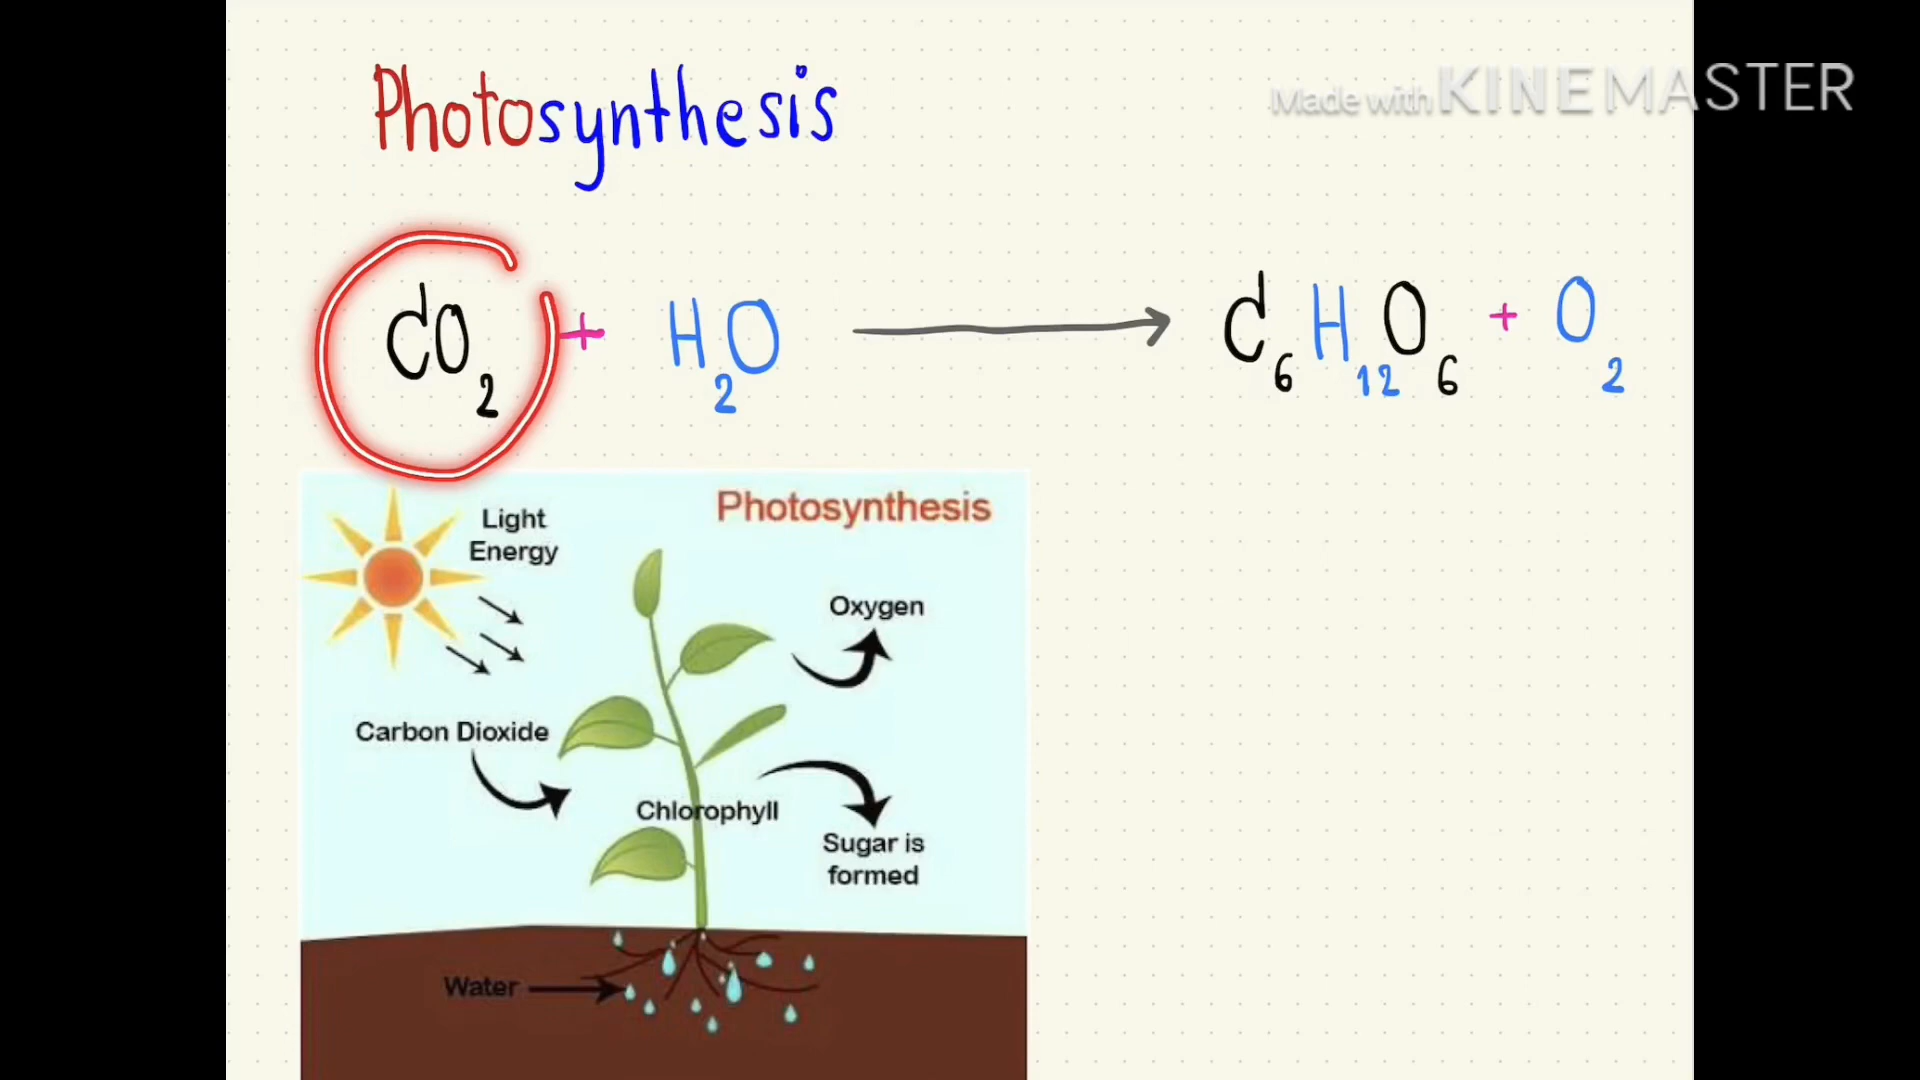 Photosynthesis
Made with KINEMASTER
CO₂ + H₂O → C₆H₁₂O₆ + O₂
Photosynthesis
Light
Energy
Oxygen
Carbon Dioxide
Chlorophyll
Sugar is
formed
Water